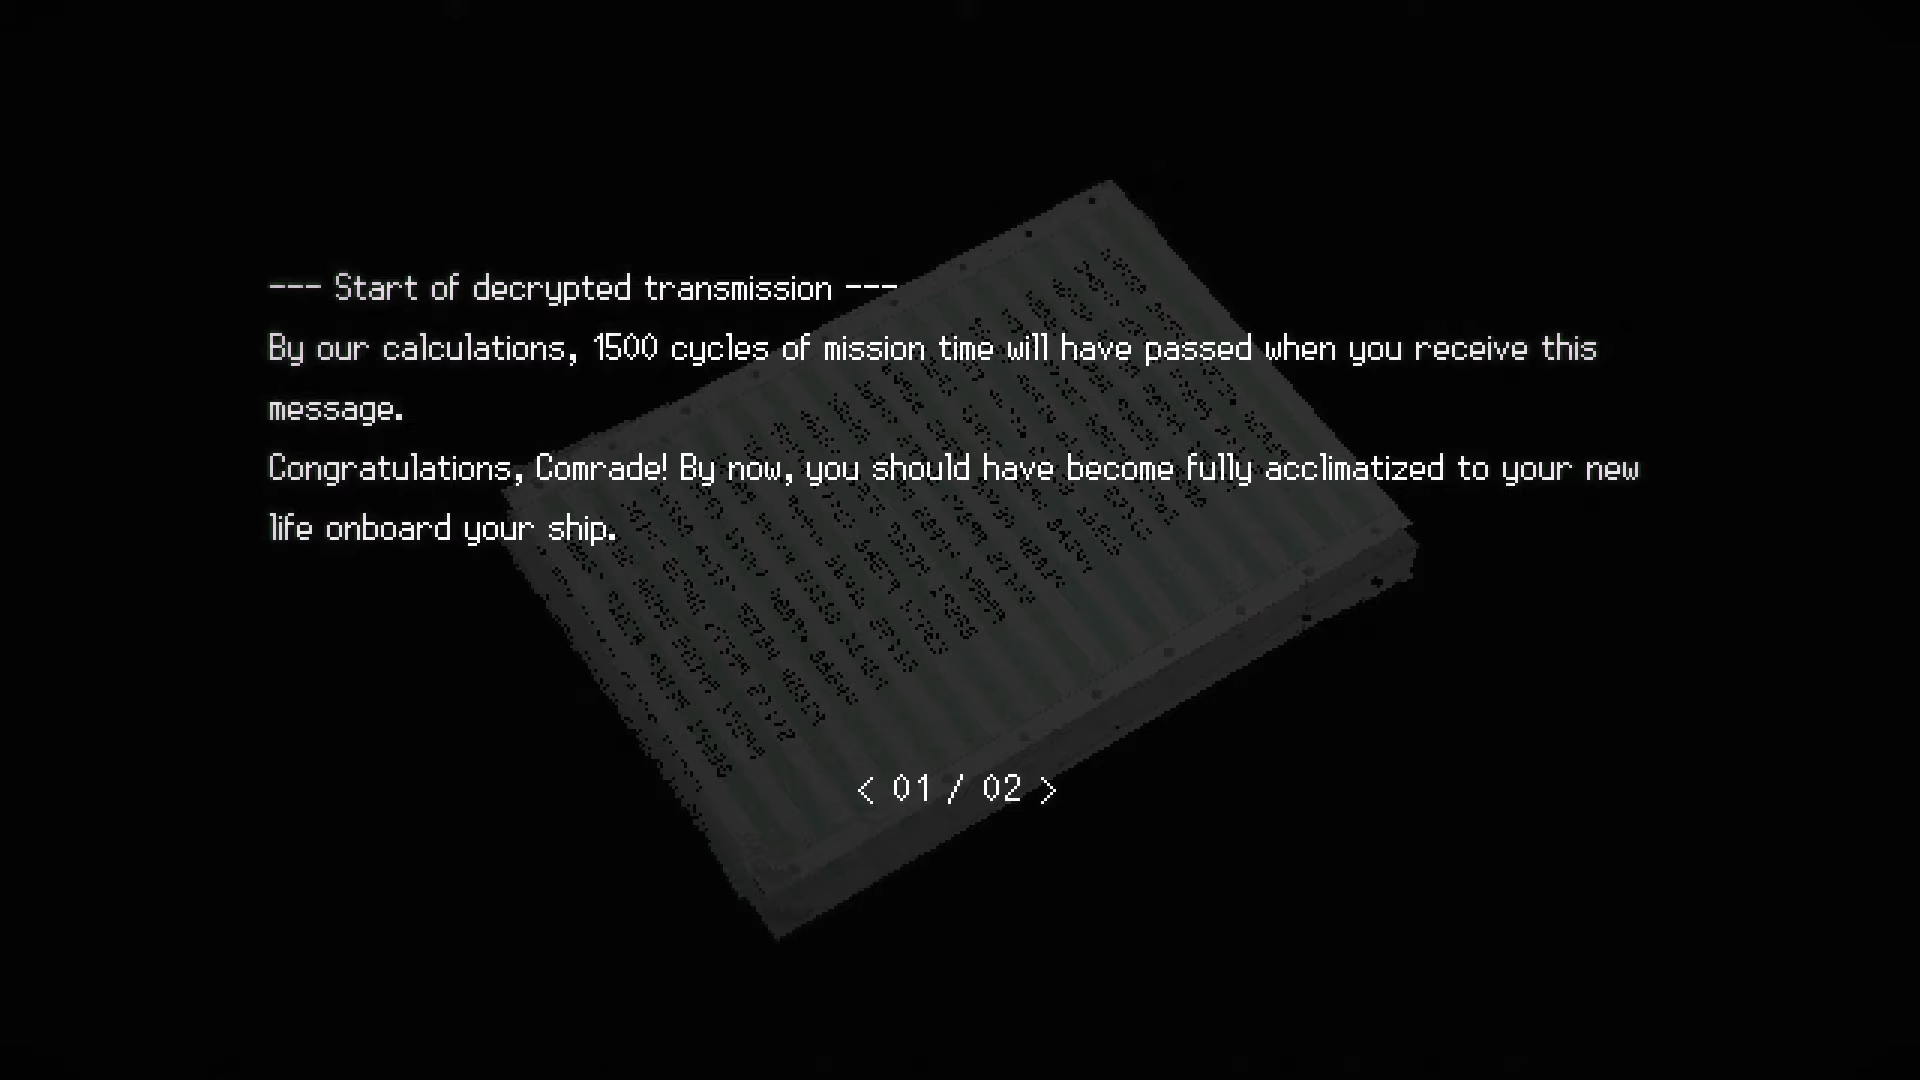 --- Start of decrypted transmission ---
By our calculations, 1500 cycles of mission time will have passed when you receive this
message.
Congratulations, Comrade! By now, you should have become fully acclimatized to your new
life onboard your ship.
< 01 / 02 >